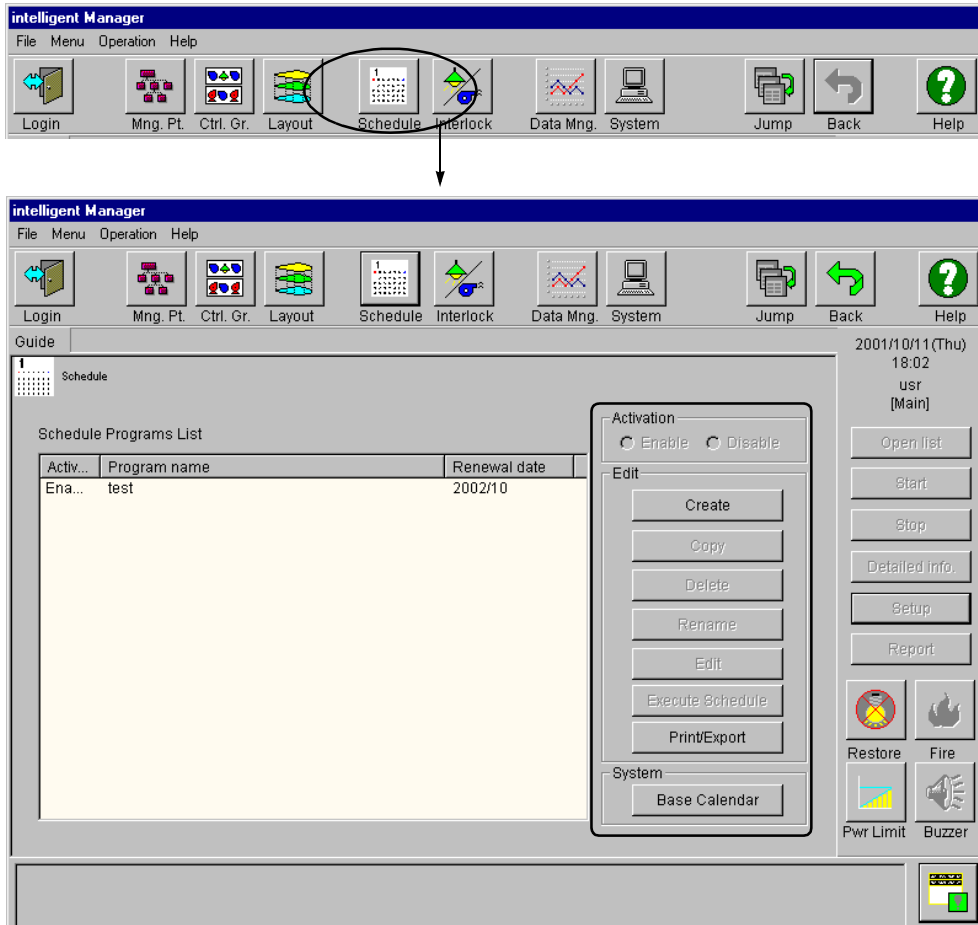 intelligent Manager
File Menu Operation Help
1
Login Mng. Pt. Ctrl. Gr. Layout Schedule Interlock Data Mng. System Jump Back Help
intelligent Manager
File Menu Operation Help
1
Login Mng. Pt. Ctrl. Gr. Layout Schedule Interlock Data Mng. System Jump Back Help
Guide
1
Schedule
Schedule Programs List
Activ... Program name Renewal date
Ena... test 2002/10
Activation
Enable Disable
Edit
Create
Copy
Delete
Rename
Edit
Execute Schedule
Print/Export
System
Base Calendar
2001/10/11(Thu)
18:02
usr
[Main]
Open list
Start
Stop
Detailed info.
Setup
Report
Restore Fire
Pwr Limit Buzzer